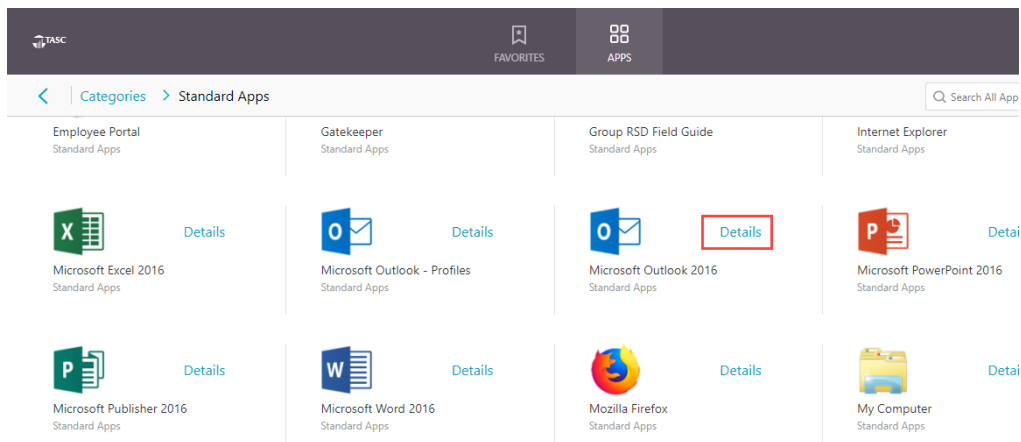 TASC
FAVORITES
APPS
Categories > Standard Apps
Search All App
Employee Portal
Standard Apps
Gatekeeper
Standard Apps
Group RSD Field Guide
Standard Apps
Internet Explorer
Standard Apps
Details
Microsoft Excel 2016
Standard Apps
Details
Microsoft Outlook - Profiles
Standard Apps
Details
Microsoft Outlook 2016
Standard Apps
Detai
Microsoft PowerPoint 2016
Standard Apps
Details
Microsoft Publisher 2016
Standard Apps
Details
Microsoft Word 2016
Standard Apps
Details
Mozilla Firefox
Standard Apps
Detai
My Computer
Standard Apps